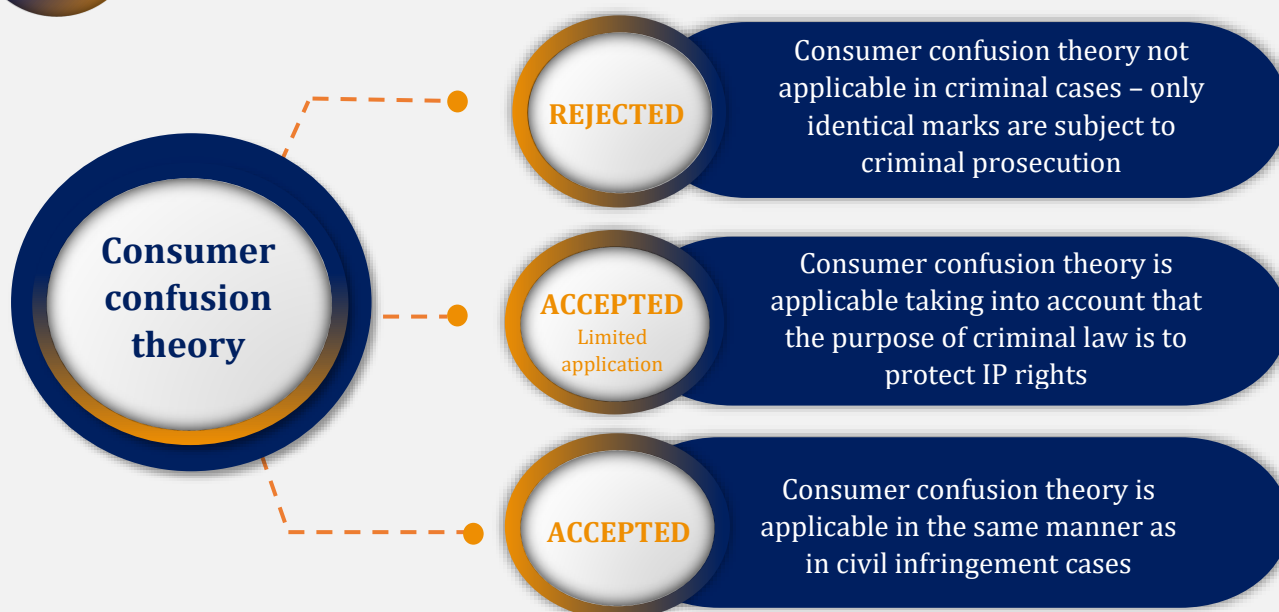 Consumer
confusion
theory
REJECTED
Consumer confusion theory not
applicable in criminal cases – only
identical marks are subject to
criminal prosecution
ACCEPTED
Limited
application
Consumer confusion theory is
applicable taking into account that
the purpose of criminal law is to
protect IP rights
ACCEPTED
Consumer confusion theory is
applicable in the same manner as
in civil infringement cases